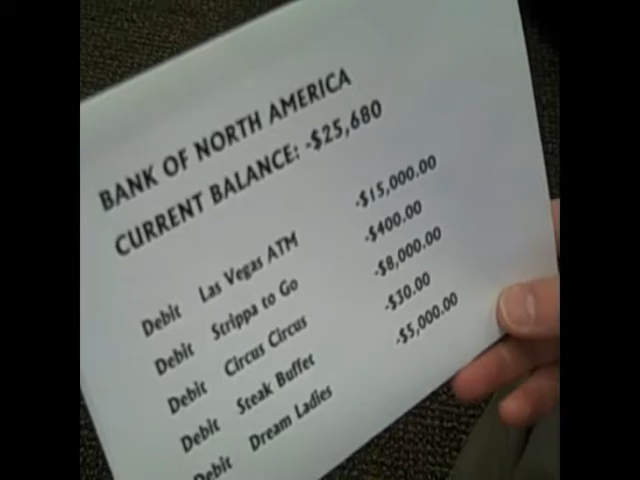 BANK OF NORTH AMERICA
CURRENT BALANCE: -$25,680
Debit Las Vegas ATM -$15,000.00
Debit Strippa to Go -$400.00
Debit Circus Circus -$8,000.00
Debit Steak Buffet -$30.00
Debit Dream Ladies -$5,000.00